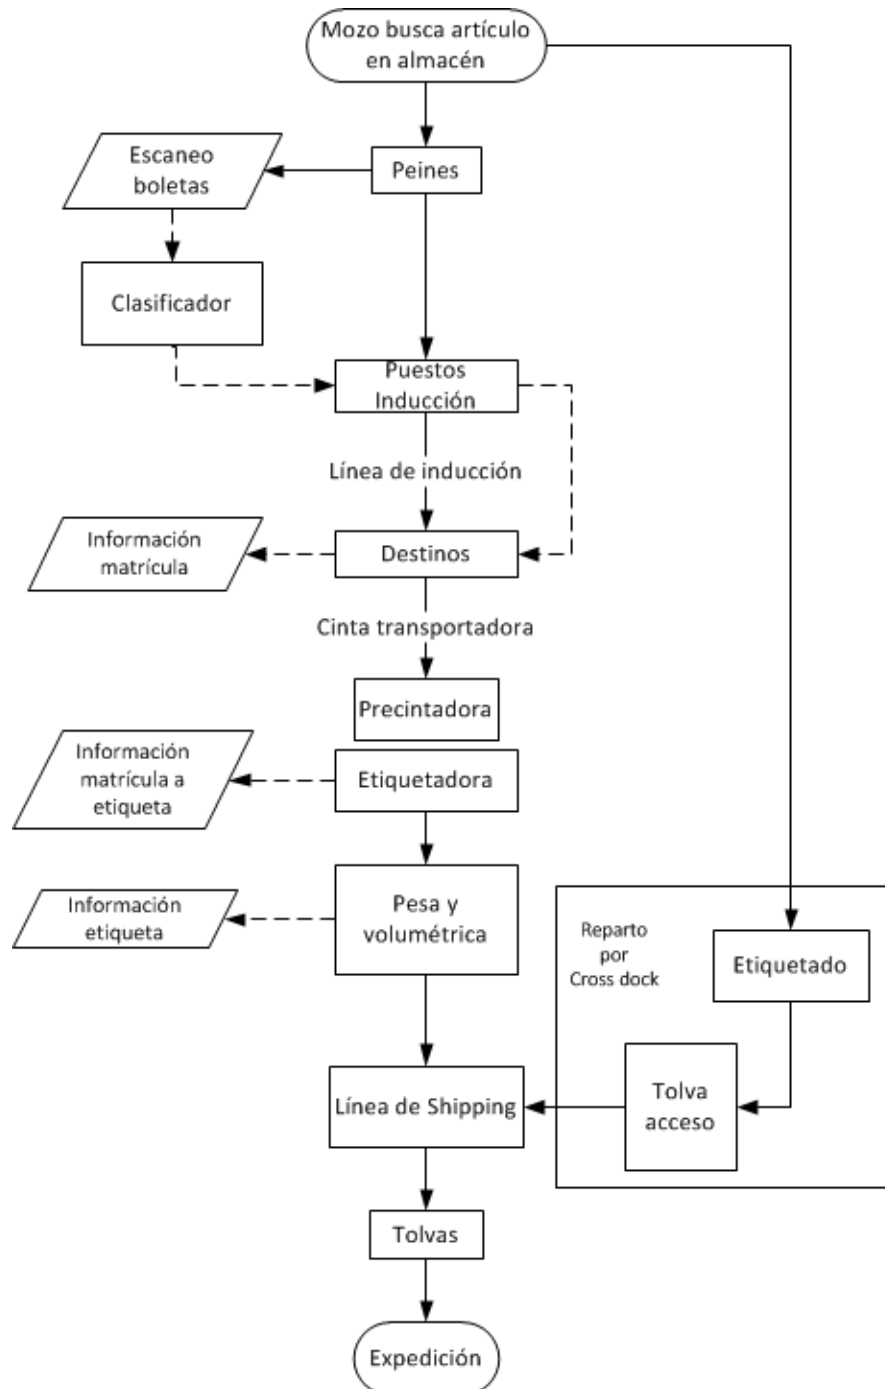 Mozo busca artículo
en almacén
Escaneo
boletas
Peines
Clasificador
Puestos
Inducción
Línea de inducción
Información
matrícula
Destinos
Cinta transportadora
Precintadora
Información
matrícula a
etiqueta
Etiquetadora
Información
etiqueta
Pesa y
volumétrica
Reparto
por
Cross dock
Etiquetado
Tolva
acceso
Línea de Shipping
Tolvas
Expedición